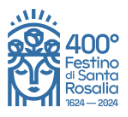 400°
Festino
di Santa
Rosalia
1624 — 2024